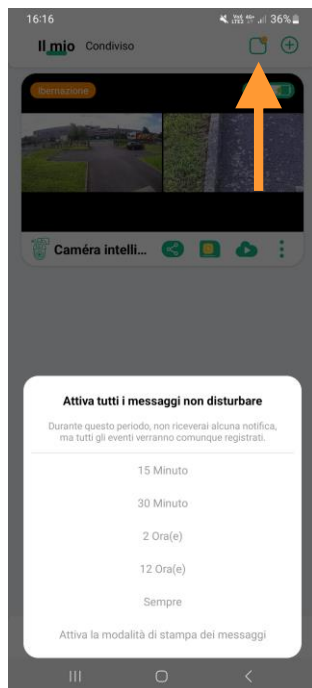 16:16
36%
Il mio Condiviso
Ibernazione
Caméra intelli...
Attiva tutti i messaggi non disturbare
Durante questo periodo, non riceverai alcuna notifica,
ma tutti gli eventi verranno comunque registrati.
15 Minuto
30 Minuto
2 Ora(e)
12 Ora(e)
Sempre
Attiva la modalità di stampa dei messaggi